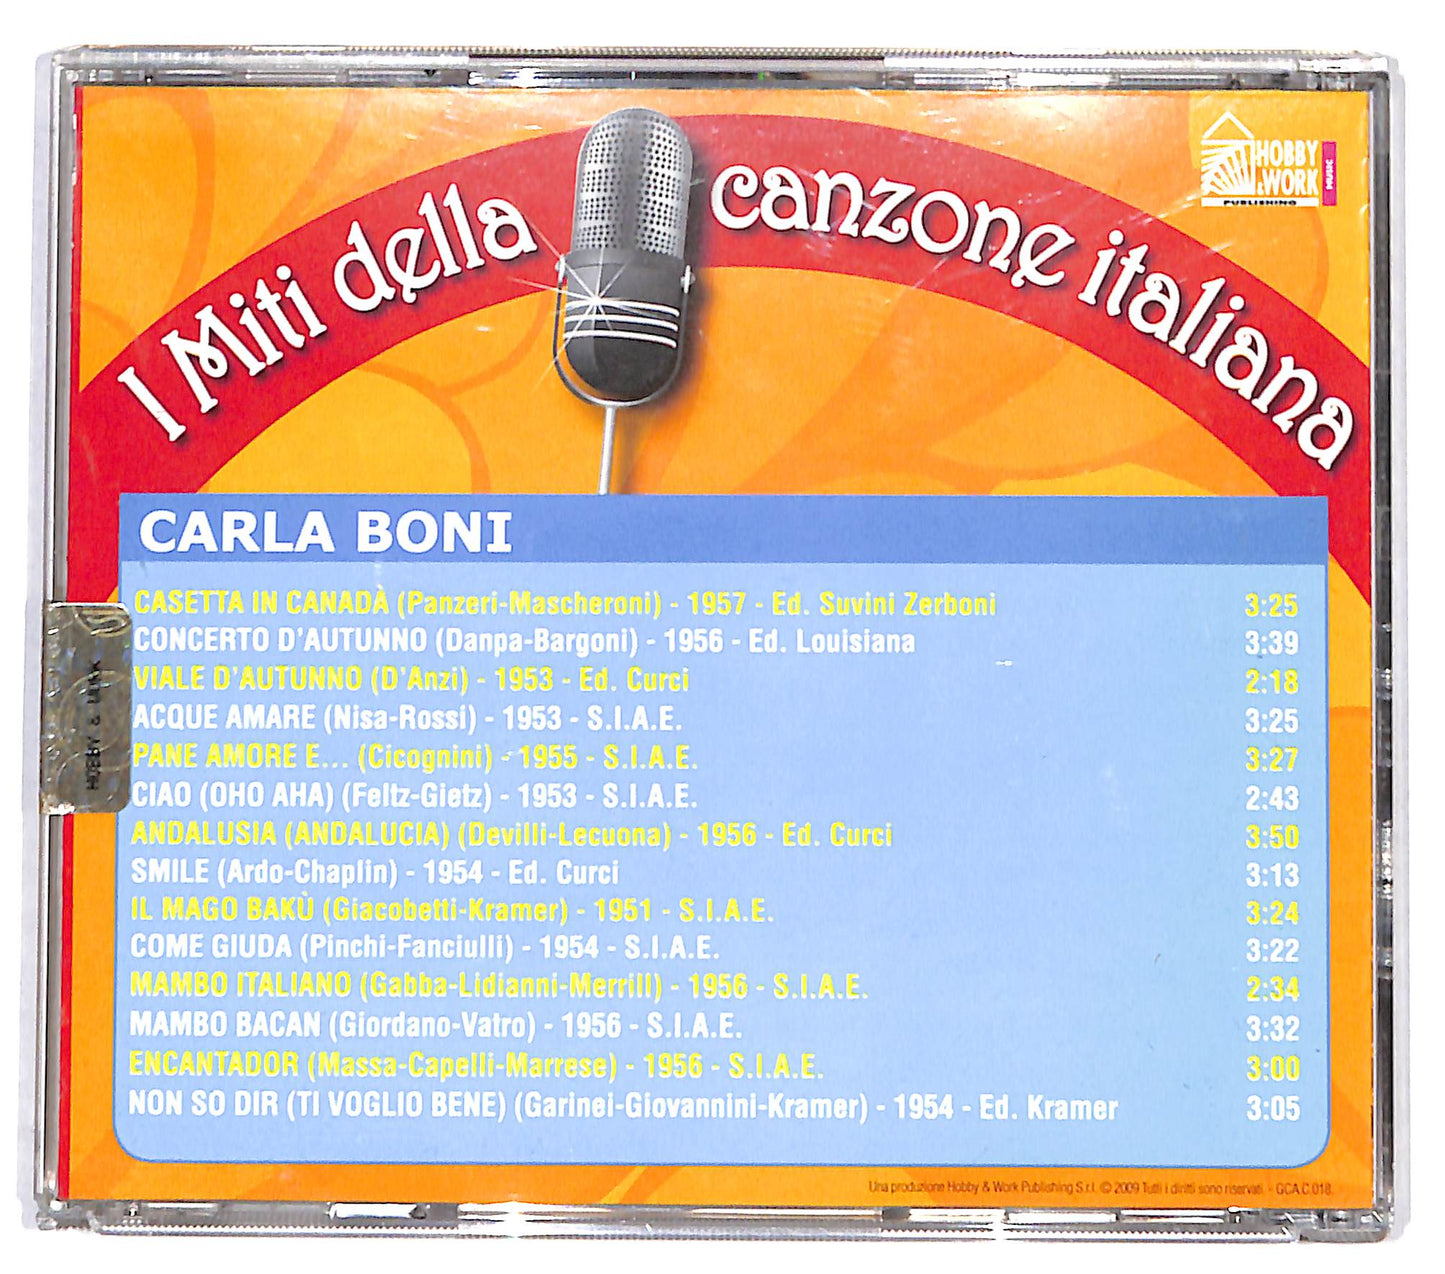 I Miti della canzone italiana
HOBBY
& WORK
MUSIC
PUBLISHING
CARLA BONI
CASETTA IN CANADÀ (Panzeri-Mascheroni) - 1957 - Ed. Suvini Zerboni 3:25
CONCERTO D'AUTUNNO (Danpa-Bargoni) - 1956 - Ed. Louisiana 3:39
VIALE D'AUTUNNO (D'Anzi) - 1953 - Ed. Curci 2:18
ACQUE AMARE (Nisa-Rossi) - 1953 - S.I.A.E. 3:25
PANE AMORE E... (Cicognini) - 1955 - S.I.A.E. 3:27
CIAO (OHO AHA) (Feltz-Gietz) - 1953 - S.I.A.E. 2:43
ANDALUSIA (ANDALUCIA) (Devilli-Lecuona) - 1956 - Ed. Curci 3:50
SMILE (Ardo-Chaplin) - 1954 - Ed. Curci 3:13
IL MAGO BAKÙ (Giacobetti-Kramer) - 1951 - S.I.A.E. 3:24
COME GIUDA (Pinchi-Fanciulli) - 1954 - S.I.A.E. 3:22
MAMBO ITALIANO (Gabba-Lidianni-Merrill) - 1956 - S.I.A.E. 2:34
MAMBO BACAN (Giordano-Vatro) - 1956 - S.I.A.E. 3:32
ENCANTADOR (Massa-Capelli-Marrese) - 1956 - S.I.A.E. 3:00
NON SO DIR (TI VOGLIO BENE) (Garinei-Giovannini-Kramer) - 1954 - Ed. Kramer 3:05
HOBBY &
Una produzione Hobby & Work Publishing S.r.l. © 2009 Tutti i diritti sono riservati. - GCA.C.018.